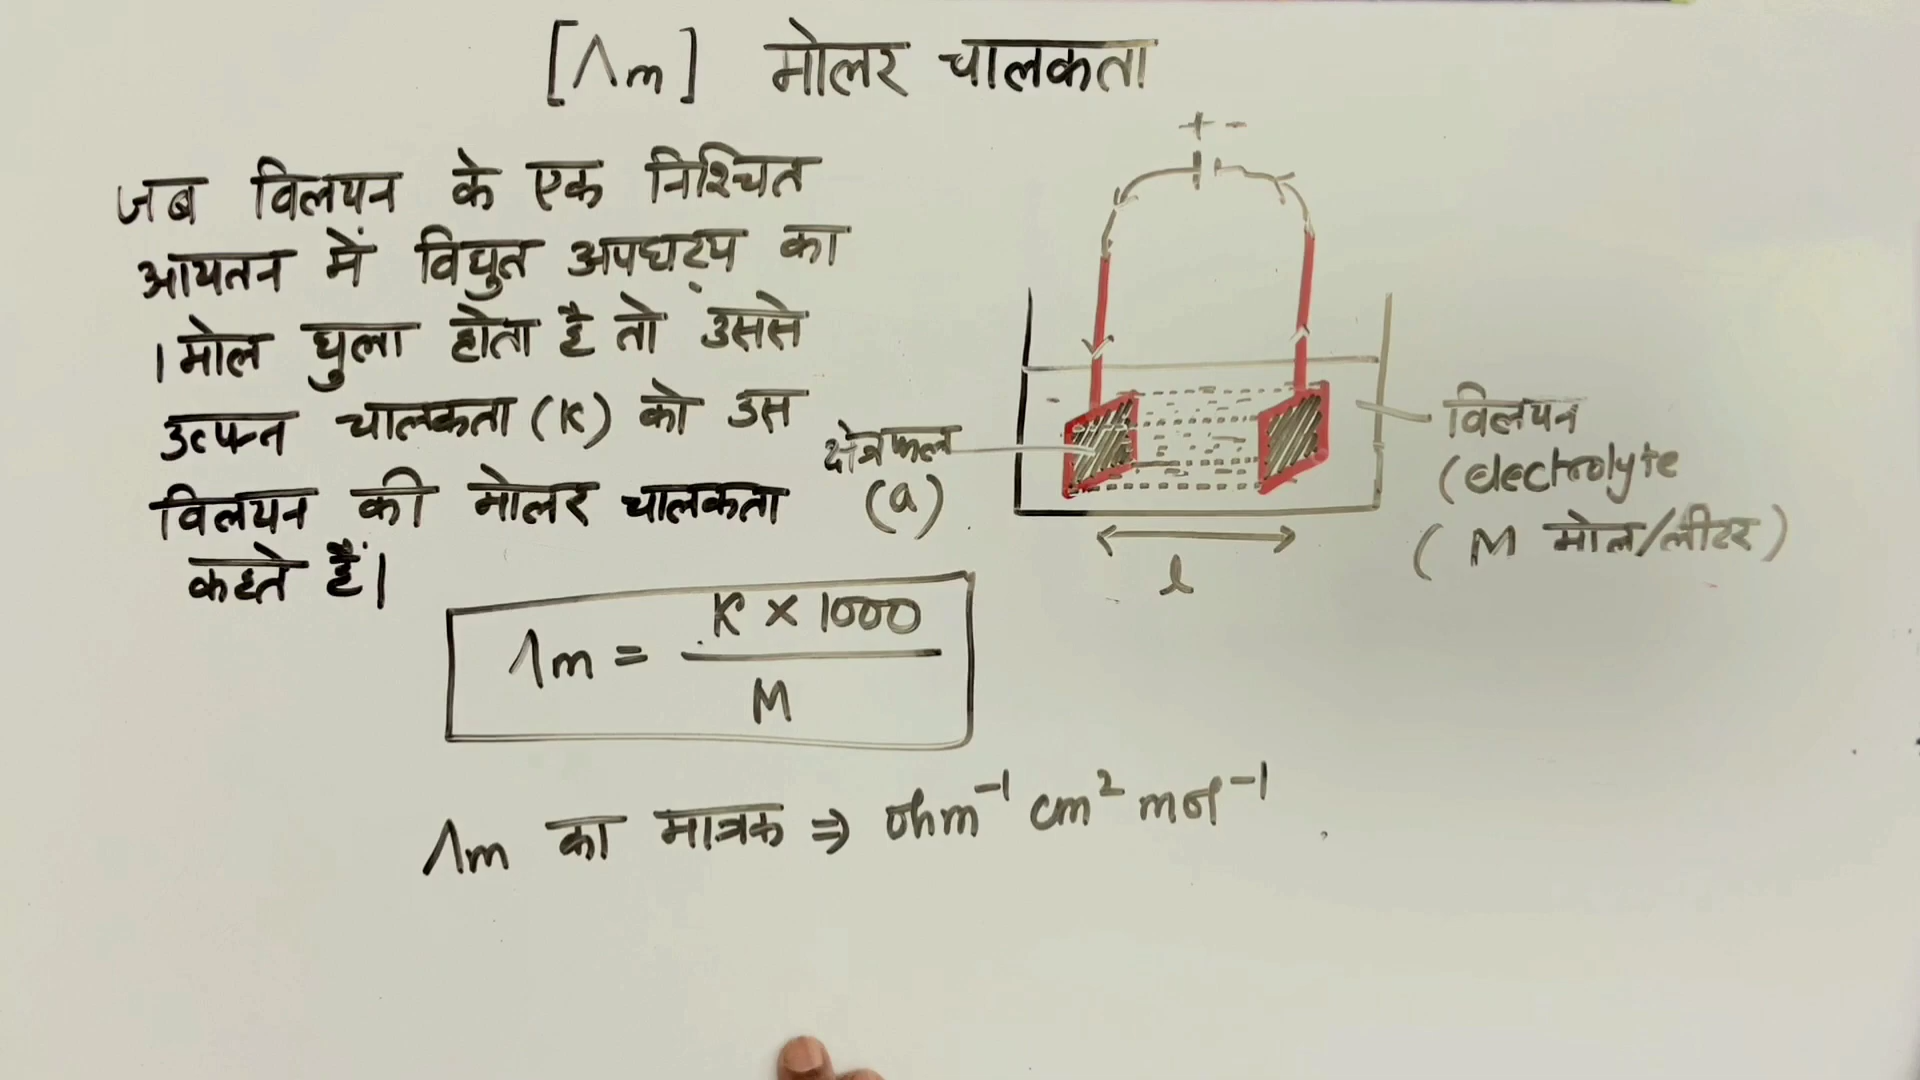 [Λm] मोलर चालकता
जब विलयन के एक निश्चित
आयतन में विद्युत अपघट्य का
1 मोल घुला होता है तो उससे
उत्पन्न चालकता (K) को उस
विलयन की मोलर चालकता
कहते हैं|
+ -
क्षेत्रफल
(a)
l
विलयन
(electrolyte
( M मोल/लीटर)
Λm = K × 1000
M
Λm का मात्रक ⇒ ohm⁻¹ cm² mol⁻¹